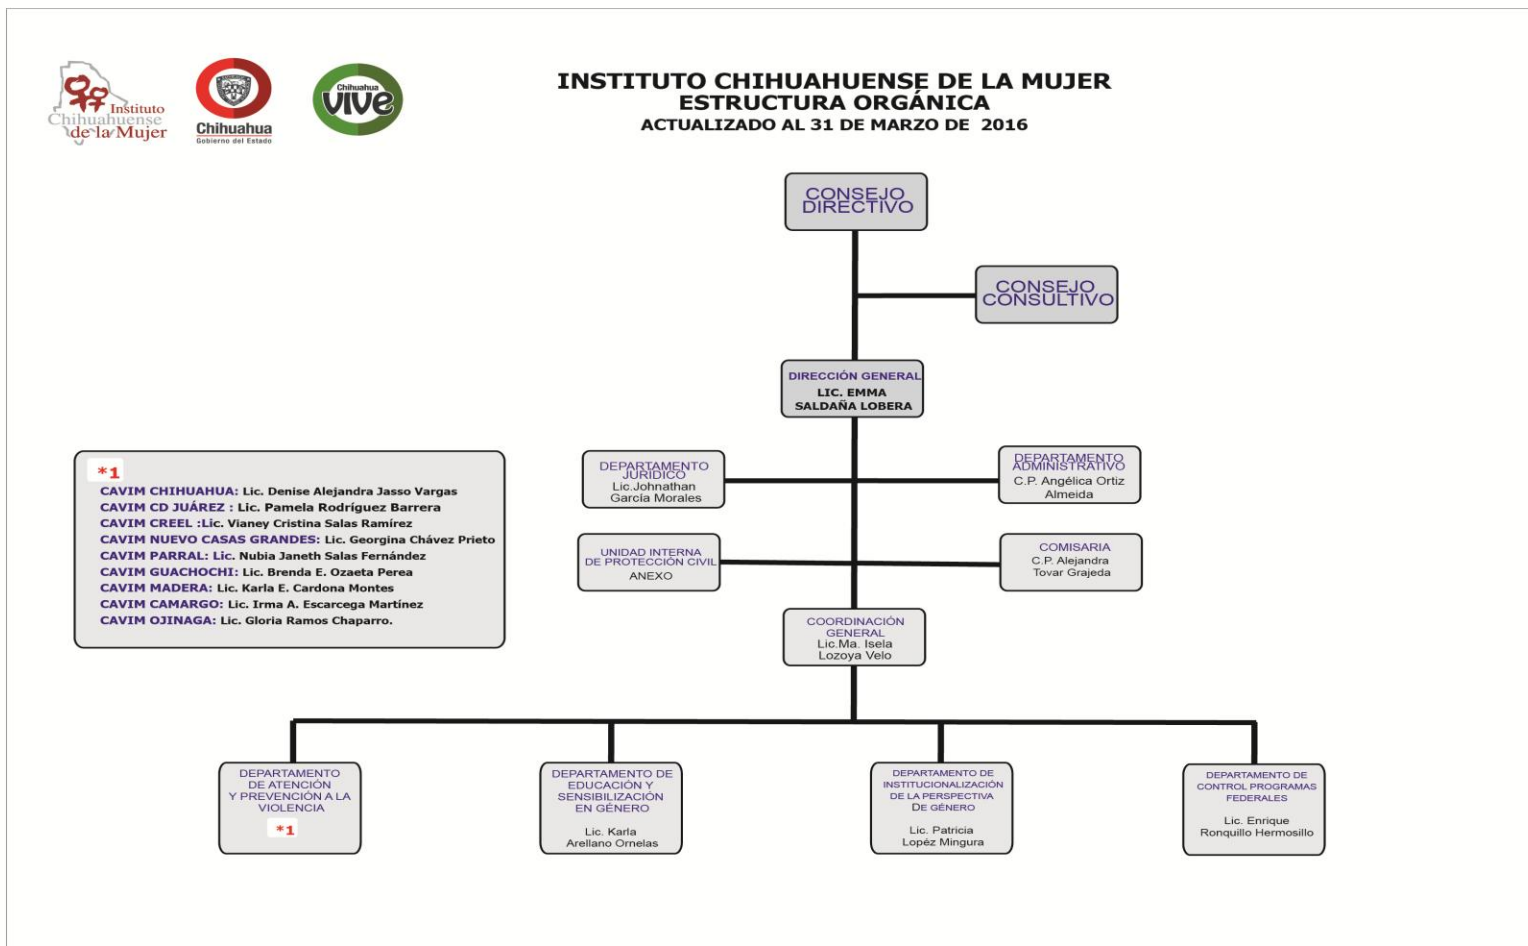 Instituto
Chihuahuense
de la Mujer
Chihuahua
Gobierno del Estado
Chihuahua
vive
INSTITUTO CHIHUAHUENSE DE LA MUJER
ESTRUCTURA ORGÁNICA
ACTUALIZADO AL 31 DE MARZO DE 2016
CONSEJO
DIRECTIVO
CONSEJO
CONSULTIVO
DIRECCIÓN GENERAL
LIC. EMMA
SALDAÑA LOBERA
DEPARTAMENTO
JURÍDICO
Lic.Johnathan
García Morales
DEPARTAMENTO
ADMINISTRATIVO
C.P. Angélica Ortiz
Almeida
UNIDAD INTERNA
DE PROTECCIÓN CIVIL
ANEXO
COMISARIA
C.P. Alejandra
Tovar Grajeda
COORDINACIÓN
GENERAL
Lic.Ma. Isela
Lozoya Velo
*1
CAVIM CHIHUAHUA: Lic. Denise Alejandra Jasso Vargas
CAVIM CD JUÁREZ : Lic. Pamela Rodríguez Barrera
CAVIM CREEL :Lic. Vianey Cristina Salas Ramírez
CAVIM NUEVO CASAS GRANDES: Lic. Georgina Chávez Prieto
CAVIM PARRAL: Lic. Nubia Janeth Salas Fernández
CAVIM GUACHOCHI: Lic. Brenda E. Ozaeta Perea
CAVIM MADERA: Lic. Karla E. Cardona Montes
CAVIM CAMARGO: Lic. Irma A. Escarcega Martínez
CAVIM OJINAGA: Lic. Gloria Ramos Chaparro.
DEPARTAMENTO
DE ATENCIÓN
Y PREVENCIÓN A LA
VIOLENCIA
*1
DEPARTAMENTO DE
EDUCACIÓN Y
SENSIBILIZACIÓN
EN GÉNERO
Lic. Karla
Arellano Ornelas
DEPARTAMENTO DE
INSTITUCIONALIZACIÓN
DE LA PERSPECTIVA
DE GÉNERO
Lic. Patricia
Lopéz Mingura
DEPARTAMENTO DE
CONTROL PROGRAMAS
FEDERALES
Lic. Enrique
Ronquillo Hermosillo